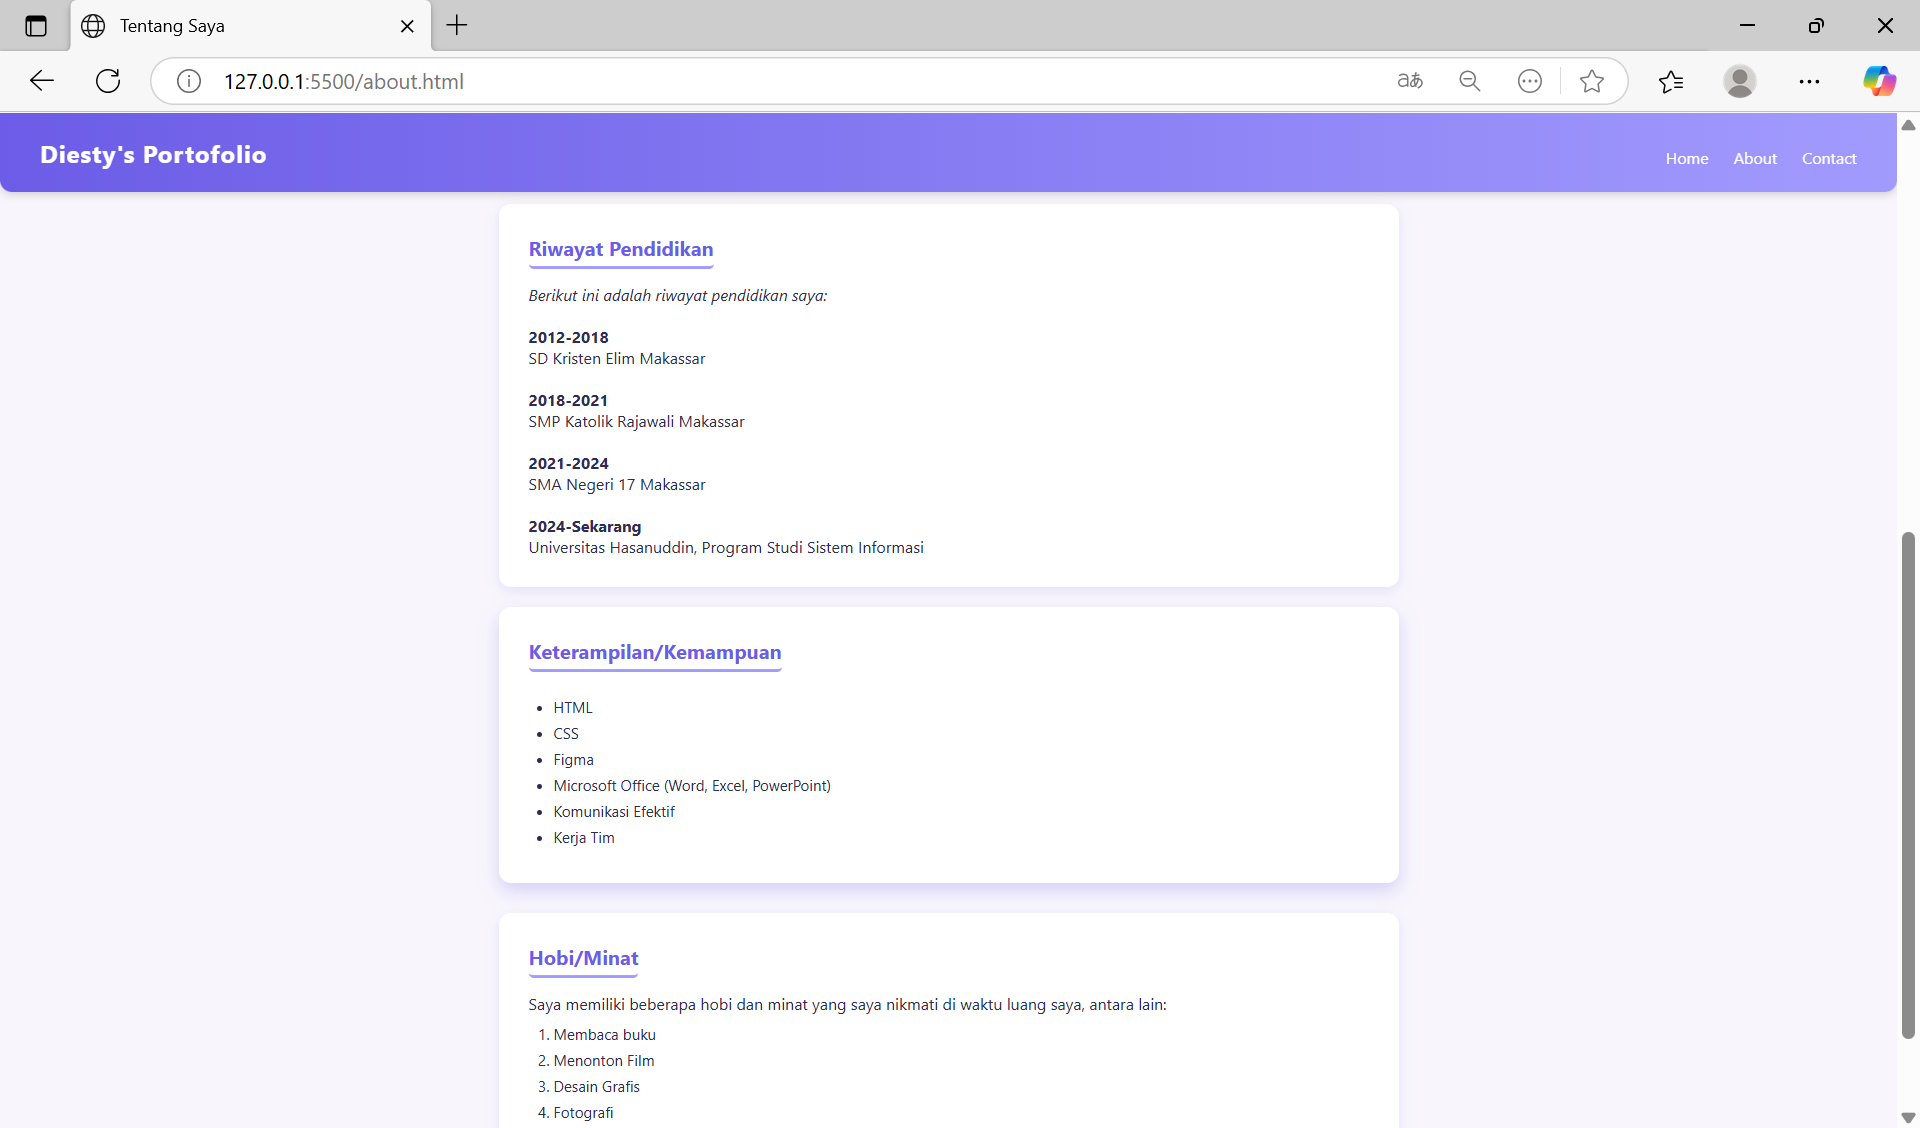 Tentang Saya
127.0.0.1:5500/about.html
aあ
Diesty's Portofolio
Home About Contact
Riwayat Pendidikan
Berikut ini adalah riwayat pendidikan saya:
2012-2018
SD Kristen Elim Makassar
2018-2021
SMP Katolik Rajawali Makassar
2021-2024
SMA Negeri 17 Makassar
2024-Sekarang
Universitas Hasanuddin, Program Studi Sistem Informasi
Keterampilan/Kemampuan
• HTML
• CSS
• Figma
• Microsoft Office (Word, Excel, PowerPoint)
• Komunikasi Efektif
• Kerja Tim
Hobi/Minat
Saya memiliki beberapa hobi dan minat yang saya nikmati di waktu luang saya, antara lain:
1. Membaca buku
2. Menonton Film
3. Desain Grafis
4. Fotografi